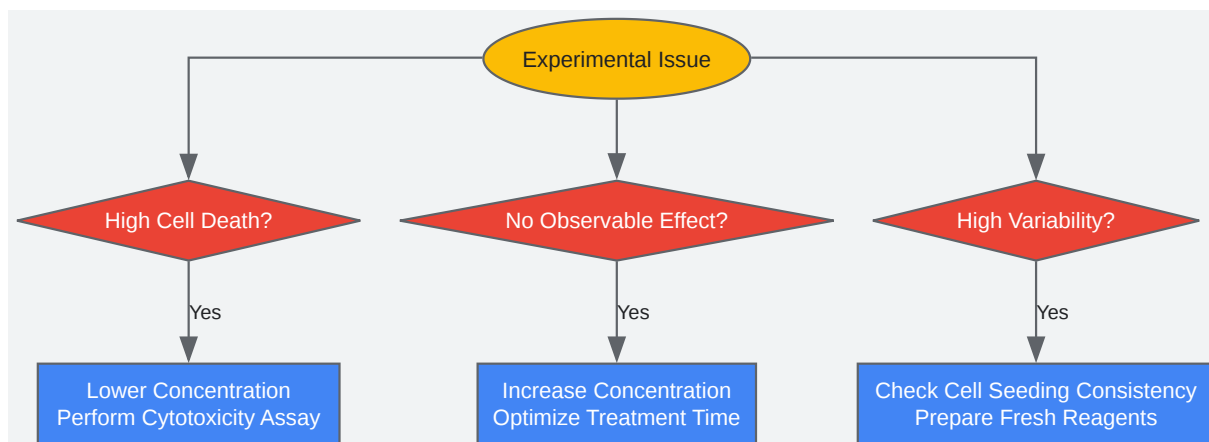 Experimental Issue
High Cell Death?
No Observable Effect?
High Variability?
Yes
Yes
Yes
Lower Concentration
Perform Cytotoxicity Assay
Increase Concentration
Optimize Treatment Time
Check Cell Seeding Consistency
Prepare Fresh Reagents